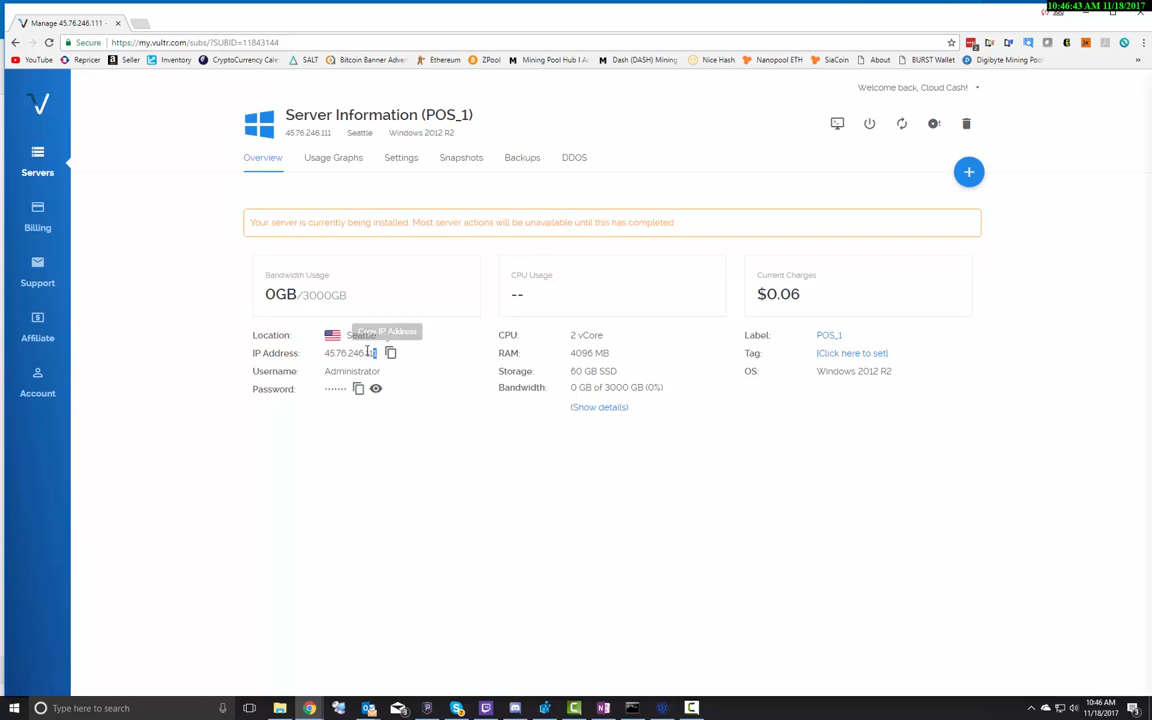 10:46:43 AM 11/18/2017
Manage 45.76.246.111 -
Secure https://my.vultr.com/subs/?SUBID=11843144
YouTube Repricer Seller Inventory CryptoCurrency Cale SALT Bitcoin Banner Adve Ethereum ZPool Mining Pool Hub I A Dash (DASH) Mining Nice Hash Nanopool ETH SiaCoin About BURST Wallet Digibyte Mining Poo
Welcome back, Cloud Cash!
Server Information (POS_1)
45.76.246.111 Seattle Windows 2012 R2
Overview Usage Graphs Settings Snapshots Backups DDOS
Servers
Billing
Support
Affiliate
Account
Your server is currently being installed. Most server actions will be unavailable until this has completed
Bandwidth Usage
0GB/3000GB
CPU Usage
--
Current Charges
$0.06
Copy IP Address
Location: Seattle
IP Address: 45.76.246.111
Username: Administrator
Password: ·······
CPU: 2 vCore
RAM: 4096 MB
Storage: 60 GB SSD
Bandwidth: 0 GB of 3000 GB (0%)
(Show details)
Label: POS_1
Tag: [Click here to set]
OS: Windows 2012 R2
Type here to search
10:46 AM
11/18/2017